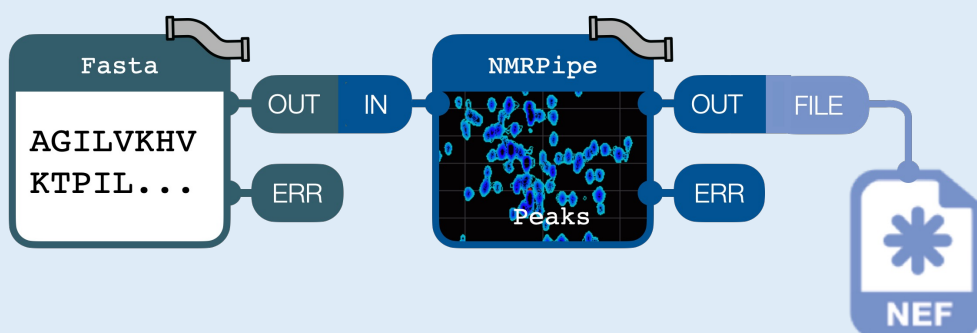 Fasta
AGILVKHV
KTPIL...
OUT
IN
ERR
NMRPipe
Peaks
OUT
FILE
ERR
NEF